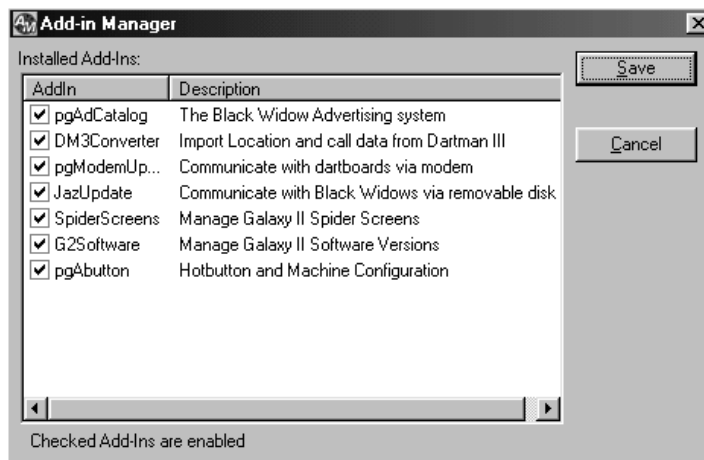 AM Add-in Manager
Installed Add-Ins:
Save
AddIn Description
pgAdCatalog The Black Widow Advertising system
DM3Converter Import Location and call data from Dartman III
Cancel
pgModemUp... Communicate with dartboards via modem
JazUpdate Communicate with Black Widows via removable disk
SpiderScreens Manage Galaxy II Spider Screens
G2Software Manage Galaxy II Software Versions
pgAbutton Hotbutton and Machine Configuration
Checked Add-Ins are enabled